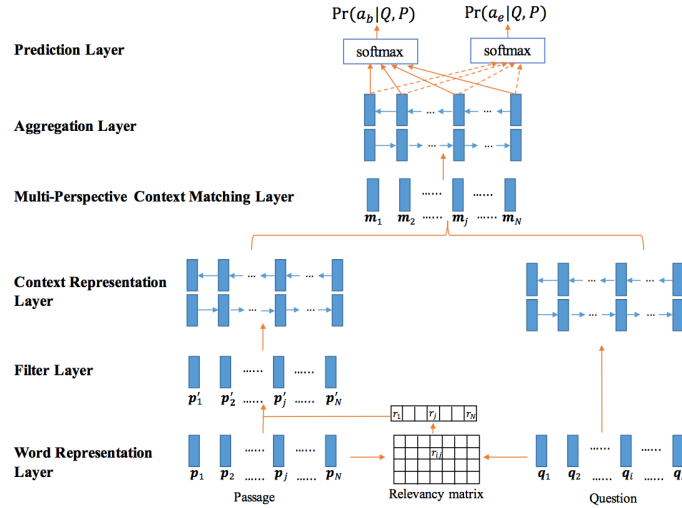 Pr(a_b|Q, P) Pr(a_e|Q, P)
Prediction Layer softmax softmax
... ...
Aggregation Layer
... ...
Multi-Perspective Context Matching Layer ...... ......
m_1 m_2 ...... m_j ...... m_N
... ... ... ...
Context Representation
Layer ... ... ... ...
Filter Layer ...... ......
p'_1 p'_2 ...... p'_j ...... p'_N
r_1 r_j r_N
Word Representation
Layer ...... ...... r_ij ...... ......
p_1 p_2 ...... p_j ...... p_N q_1 q_2 ...... q_i ...... q
Passage Relevancy matrix Question